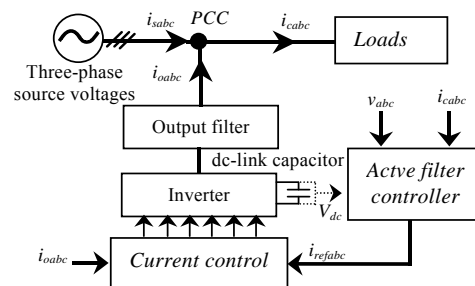 i_sabc PCC i_cabc
Loads
Three-phase
source voltages
i_oabc
Output filter
v_abc i_cabc
dc-link capacitor
Inverter
V_dc
Actve filter
controller
i_oabc
Current control
i_refabc